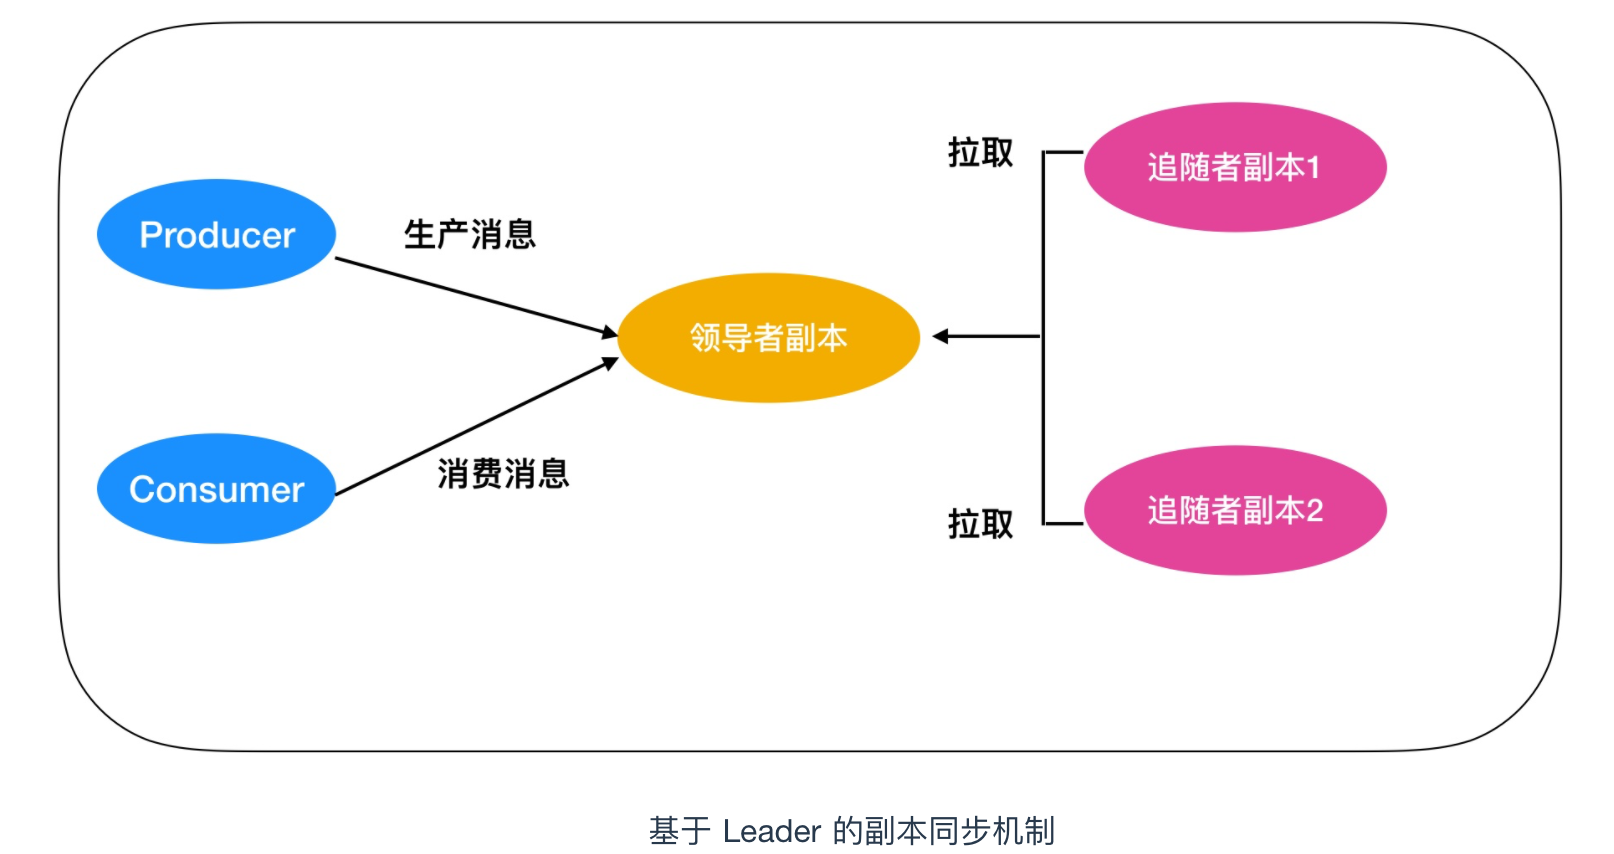 拉取
追随者副本1
Producer
生产消息
领导者副本
Consumer
消费消息
拉取
追随者副本2
基于 Leader 的副本同步机制